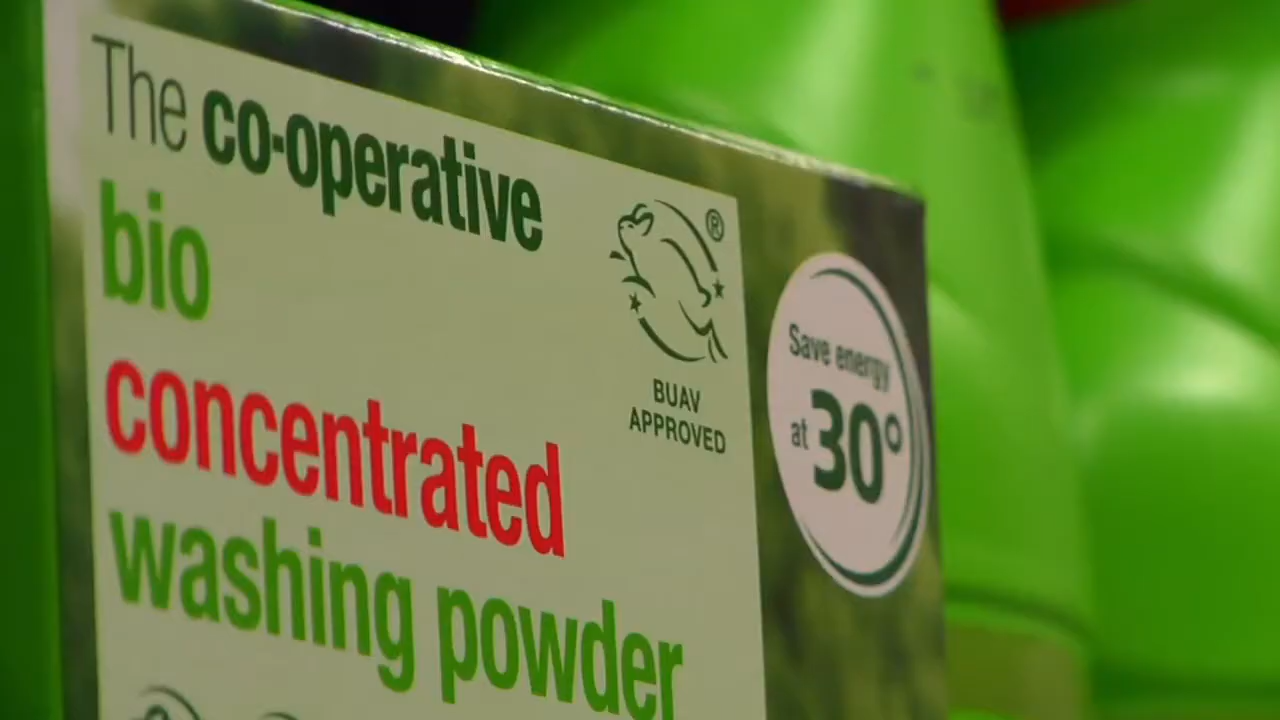 The co-operative
bio
concentrated
washing powder
®
BUAV
APPROVED
Save energy
at 30°